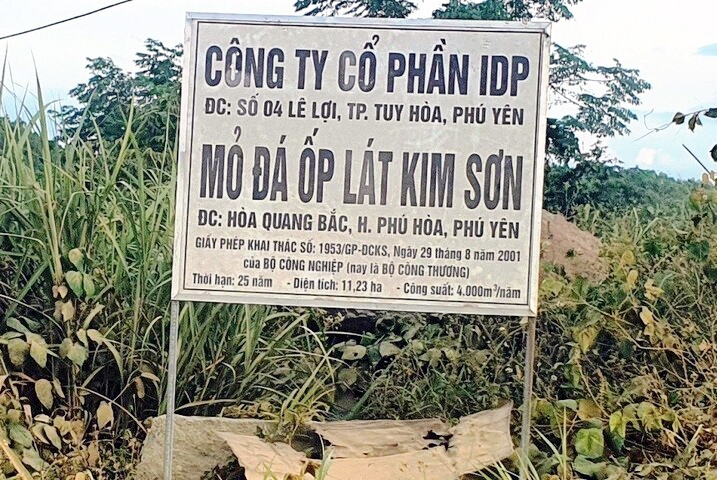 CÔNG TY CỔ PHẦN IDP
ĐC: SỐ 04 LÊ LỢI, TP. TUY HÒA, PHÚ YÊN
MỎ ĐÁ ỐP LÁT KIM SƠN
ĐC: HÒA QUANG BẮC, H. PHÚ HÒA, PHÚ YÊN
GIẤY PHÉP KHAI THÁC SỐ: 1953/GP-DCKS, Ngày 29 tháng 8 năm 2001
của BỘ CÔNG NGHIỆP (nay là BỘ CÔNG THƯƠNG)
Thời hạn: 25 năm - Diện tích: 11,23 ha - Công suất: 4.000m³/năm